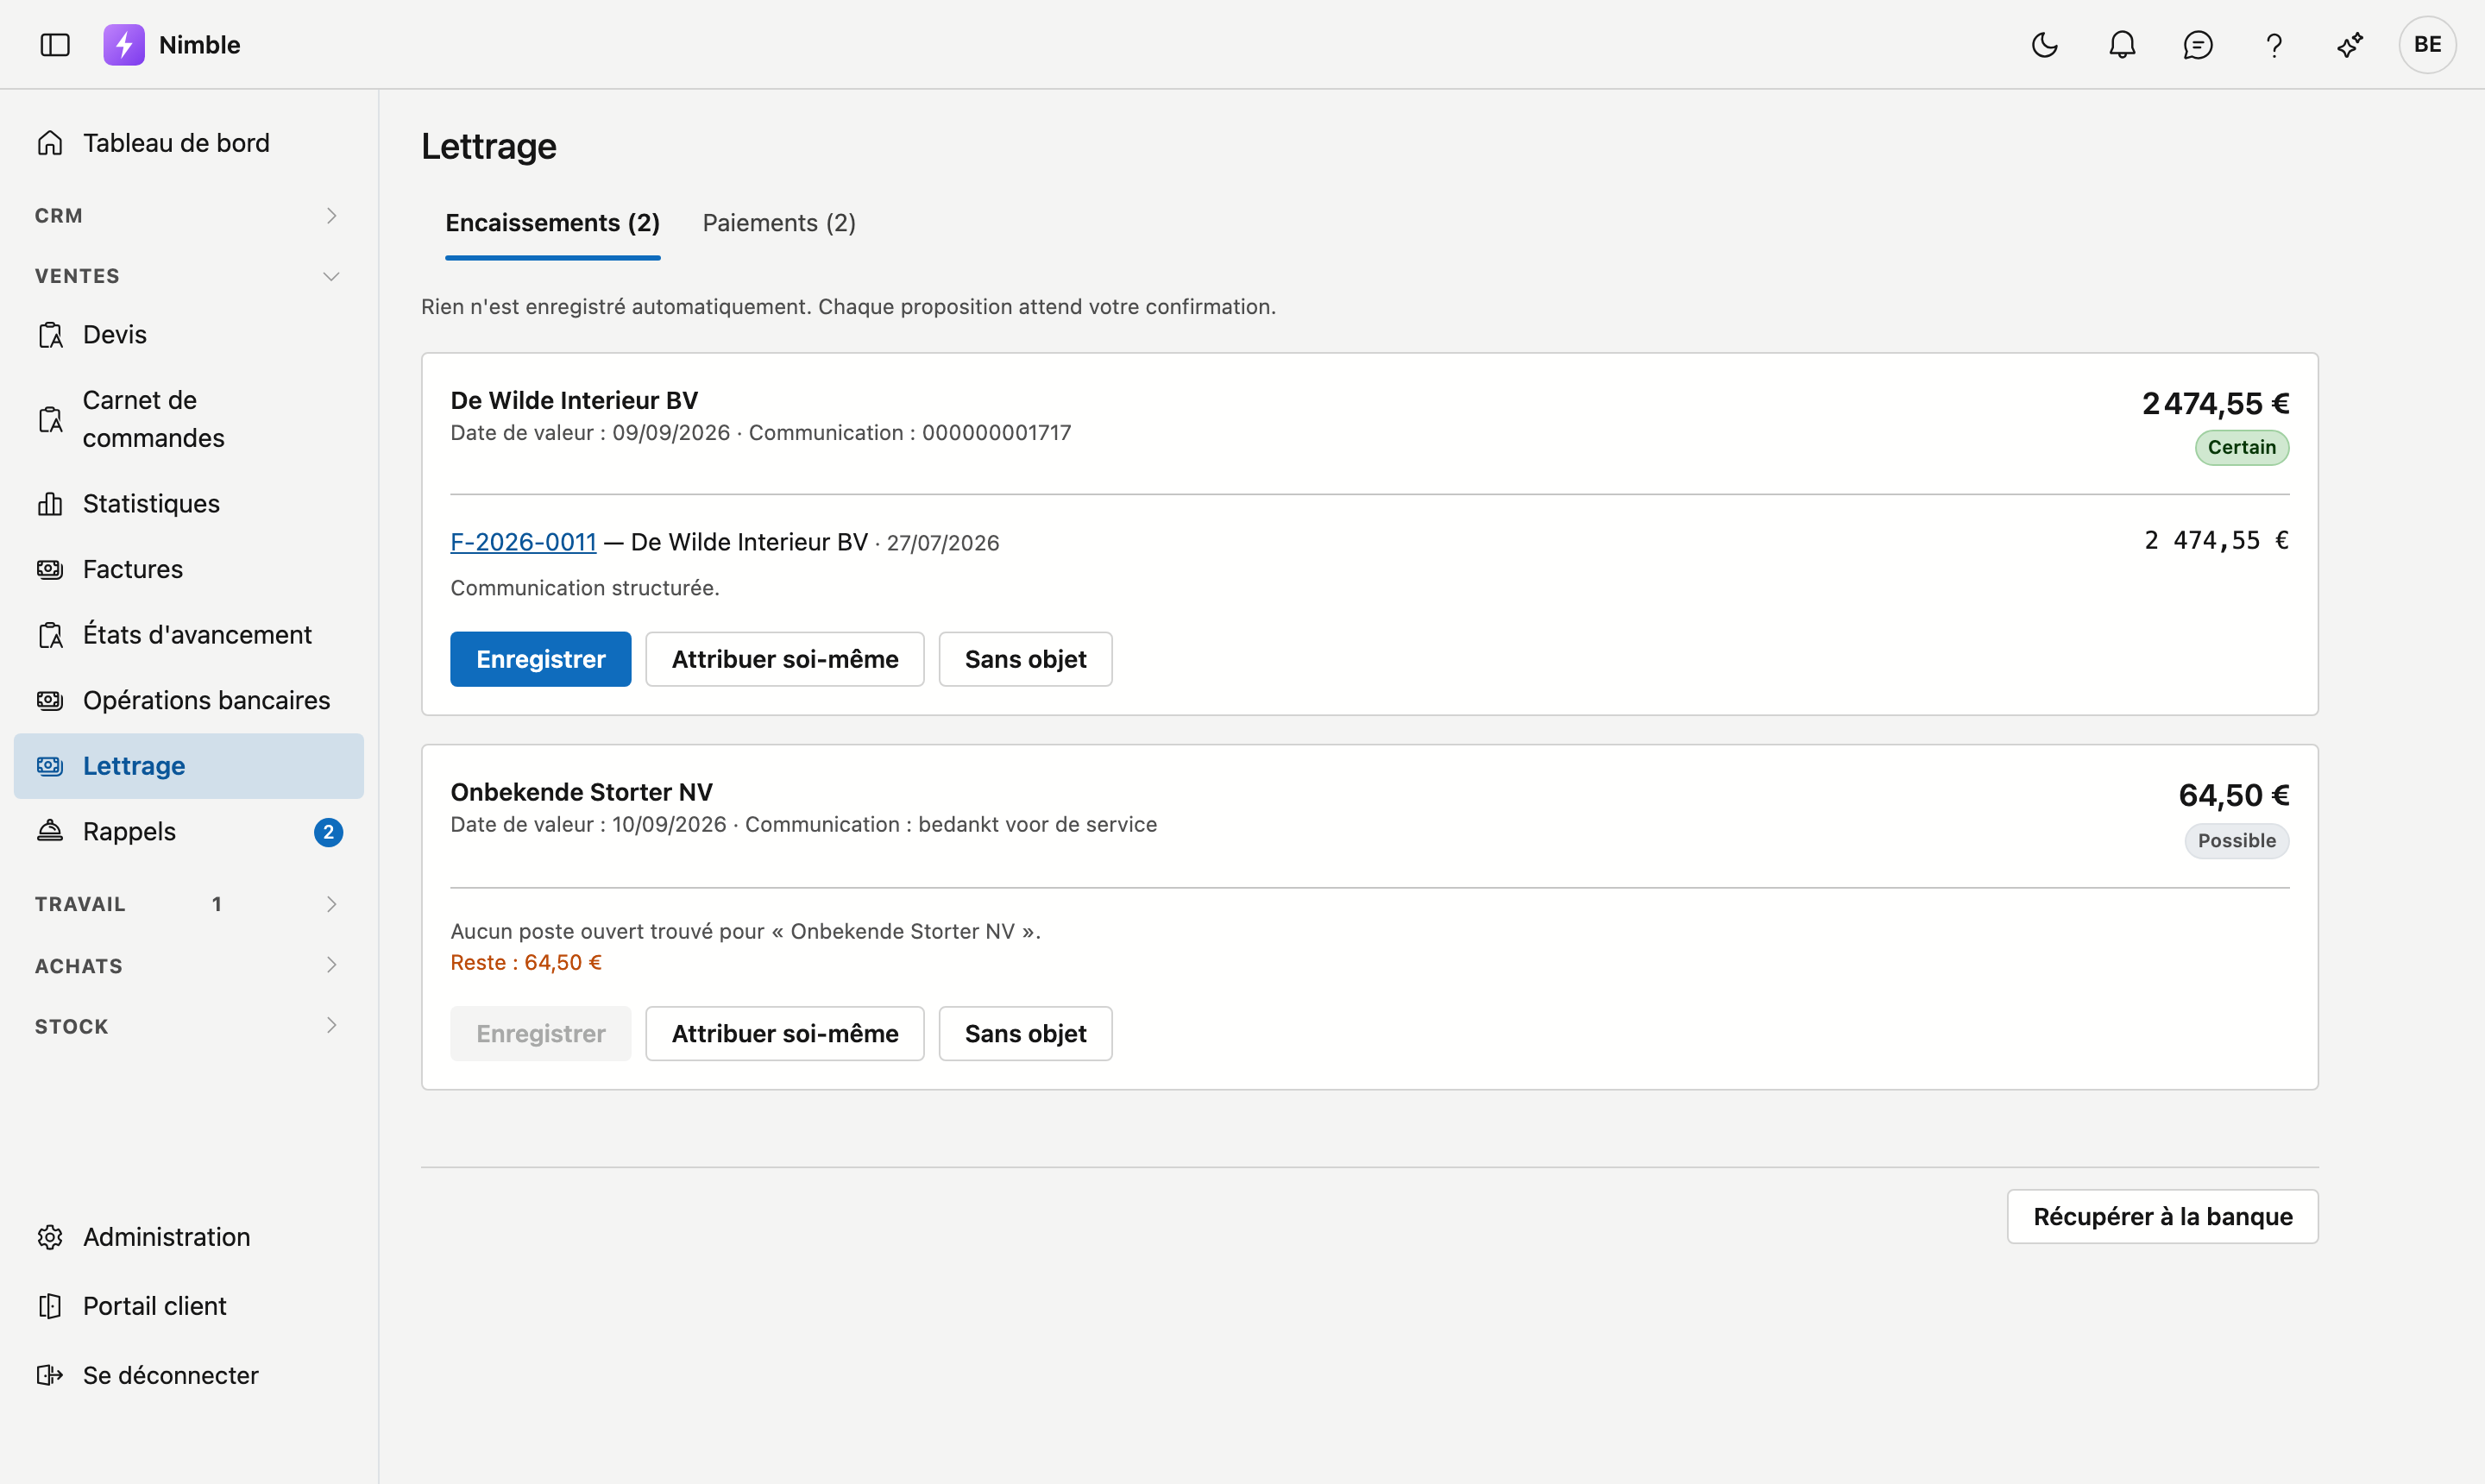 Nimble
BE
Tableau de bord
CRM
VENTES
Devis
Carnet de
commandes
Statistiques
Factures
États d'avancement
Opérations bancaires
Lettrage
Rappels 2
TRAVAIL 1
ACHATS
STOCK
Administration
Portail client
Se déconnecter
Lettrage
Encaissements (2) Paiements (2)
Rien n'est enregistré automatiquement. Chaque proposition attend votre confirmation.
De Wilde Interieur BV 2 474,55 €
Date de valeur : 09/09/2026 · Communication : 000000001717
Certain
F-2026-0011 — De Wilde Interieur BV · 27/07/2026 2 474,55 €
Communication structurée.
Enregistrer Attribuer soi-même Sans objet
Onbekende Storter NV 64,50 €
Date de valeur : 10/09/2026 · Communication : bedankt voor de service
Possible
Aucun poste ouvert trouvé pour « Onbekende Storter NV ».
Reste : 64,50 €
Enregistrer Attribuer soi-même Sans objet
Récupérer à la banque